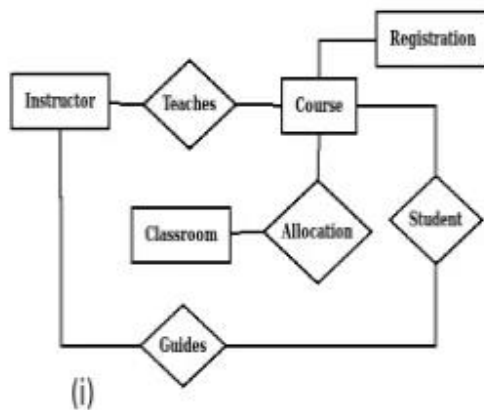 Registration
Instructor
Teaches
Course
Student
Classroom
Allocation
Guides
(i)